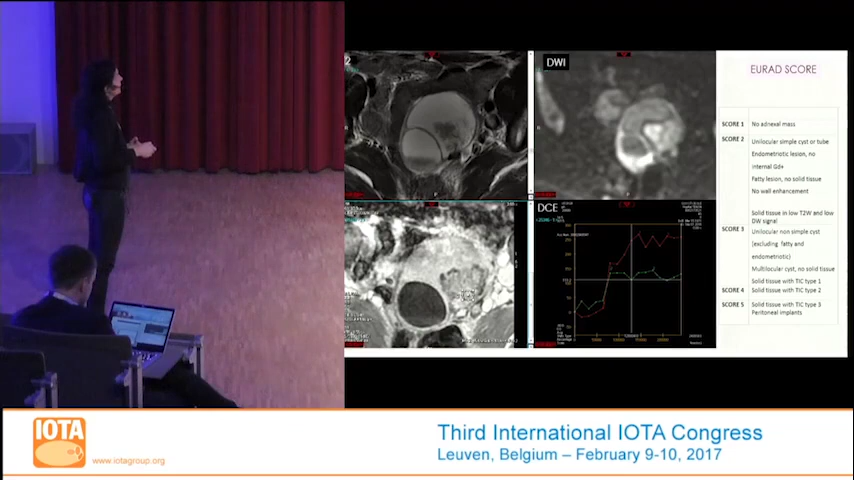 DWI
EURAD SCORE
SCORE 1 No adnexal mass
SCORE 2 Unilocular simple cyst or tube
Endometriotic lesion, no
internal Gd+
Fatty lesion, no solid tissue
No wall enhancement
Solid tissue in low T2W and low
DW signal
SCORE 3 Unilocular non simple cyst
(excluding fatty and
endometriotic)
Multilocular cyst, no solid tissue
Solid tissue with TIC type 1
SCORE 4 Solid tissue with TIC type 2
SCORE 5 Solid tissue with TIC type 3
Peritoneal implants
DCE
IOTA
www.iotagroup.org
Third International IOTA Congress
Leuven, Belgium – February 9-10, 2017